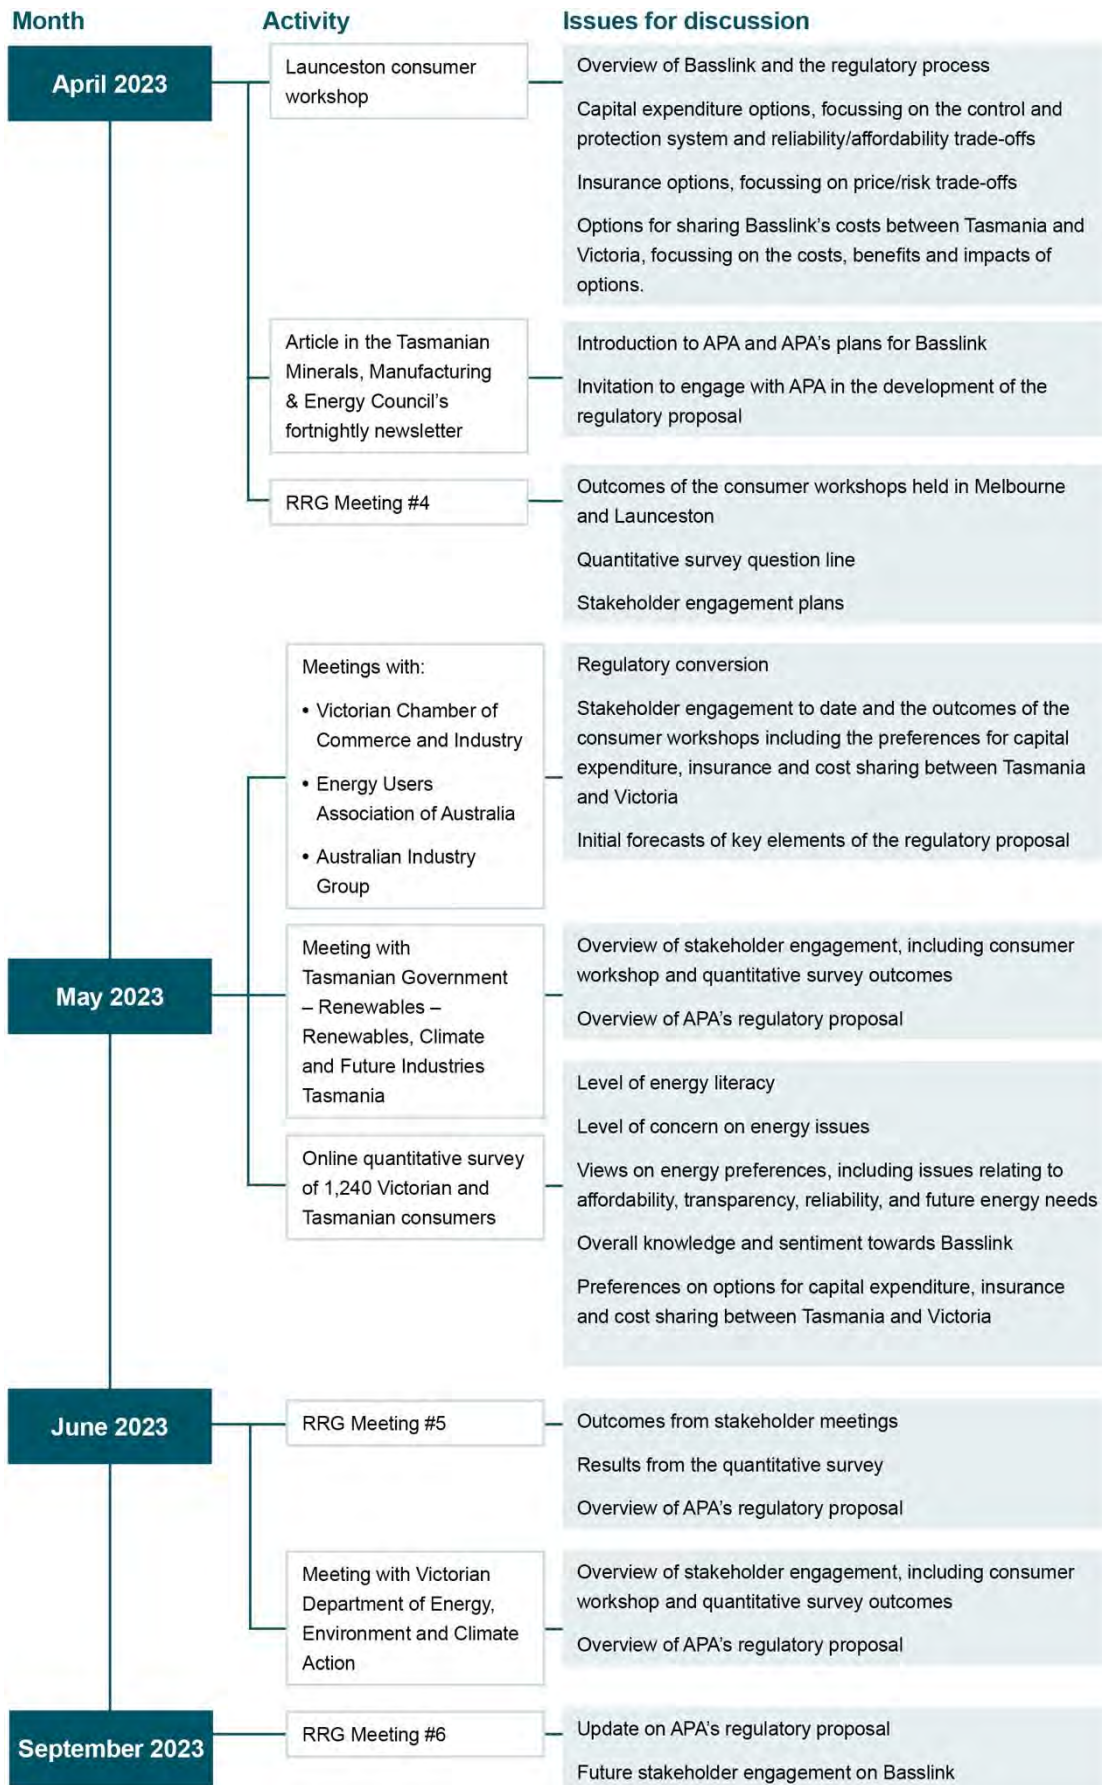 Month
Activity
Issues for discussion
April 2023
Launceston consumer
workshop
Overview of Basslink and the regulatory process
Capital expenditure options, focussing on the control and
protection system and reliability/affordability trade-offs
Insurance options, focussing on price/risk trade-offs
Options for sharing Basslink's costs between Tasmania and
Victoria, focussing on the costs, benefits and impacts of
options.
Article in the Tasmanian
Minerals, Manufacturing
& Energy Council's
fortnightly newsletter
Introduction to APA and APA's plans for Basslink
Invitation to engage with APA in the development of the
regulatory proposal
RRG Meeting #4
Outcomes of the consumer workshops held in Melbourne
and Launceston
Quantitative survey question line
Stakeholder engagement plans
May 2023
Meetings with:
• Victorian Chamber of
Commerce and Industry
• Energy Users
Association of Australia
• Australian Industry
Group
Regulatory conversion
Stakeholder engagement to date and the outcomes of the
consumer workshops including the preferences for capital
expenditure, insurance and cost sharing between Tasmania
and Victoria
Initial forecasts of key elements of the regulatory proposal
Meeting with
Tasmanian Government
– Renewables –
Renewables, Climate
and Future Industries
Tasmania
Overview of stakeholder engagement, including consumer
workshop and quantitative survey outcomes
Overview of APA's regulatory proposal
Online quantitative survey
of 1,240 Victorian and
Tasmanian consumers
Level of energy literacy
Level of concern on energy issues
Views on energy preferences, including issues relating to
affordability, transparency, reliability, and future energy needs
Overall knowledge and sentiment towards Basslink
Preferences on options for capital expenditure, insurance
and cost sharing between Tasmania and Victoria
June 2023
RRG Meeting #5
Outcomes from stakeholder meetings
Results from the quantitative survey
Overview of APA's regulatory proposal
Meeting with Victorian
Department of Energy,
Environment and Climate
Action
Overview of stakeholder engagement, including consumer
workshop and quantitative survey outcomes
Overview of APA's regulatory proposal
September 2023
RRG Meeting #6
Update on APA's regulatory proposal
Future stakeholder engagement on Basslink